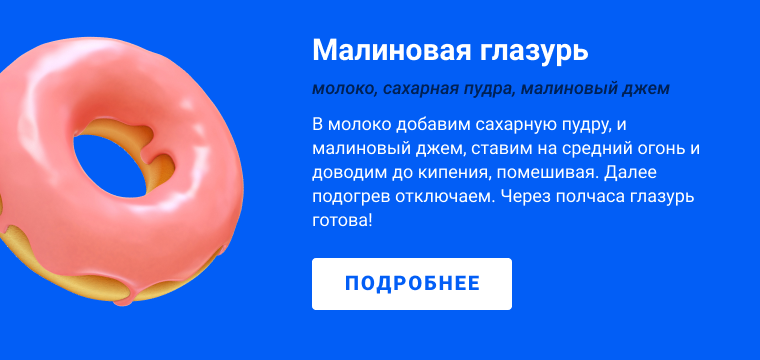 Малиновая глазурь
молоко, сахарная пудра, малиновый джем
В молоко добавим сахарную пудру, и
малиновый джем, ставим на средний огонь и
доводим до кипения, помешивая. Далее
подогрев отключаем. Через полчаса глазурь
готова!
ПОДРОБНЕЕ